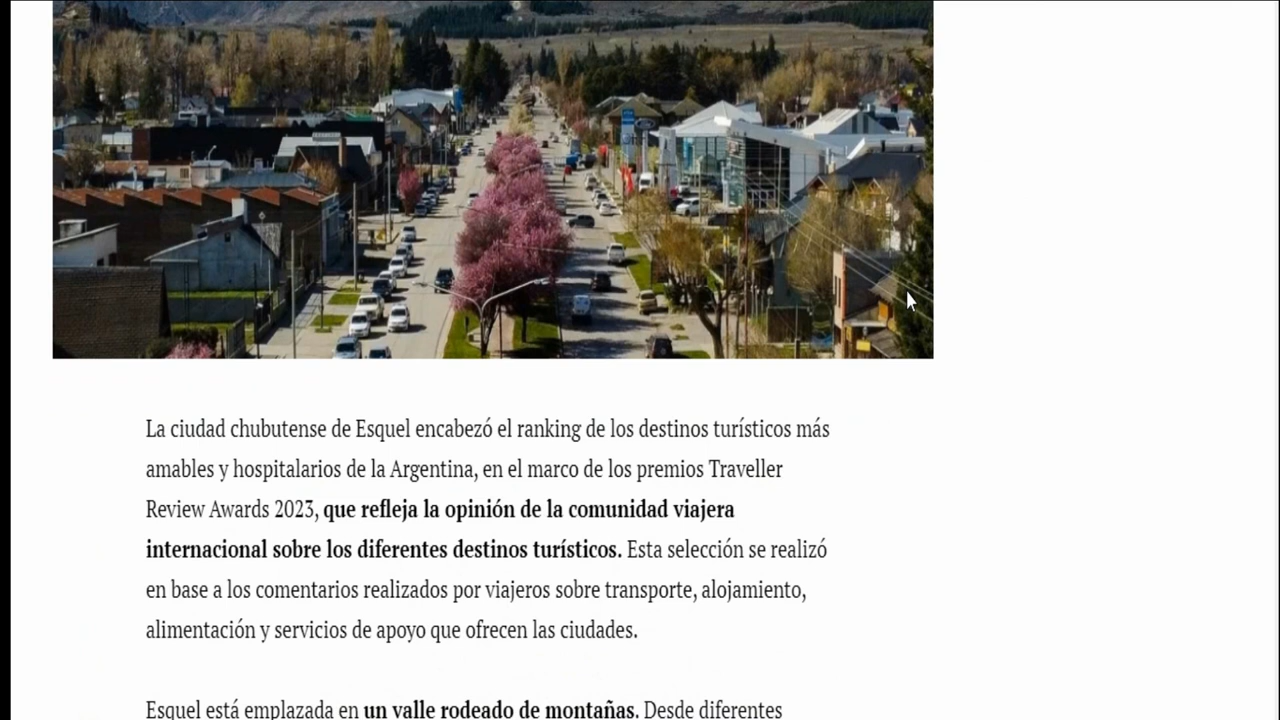 La ciudad chubutense de Esquel encabezó el ranking de los destinos turísticos más
amables y hospitalarios de la Argentina, en el marco de los premios Traveller
Review Awards 2023, que refleja la opinión de la comunidad viajera
internacional sobre los diferentes destinos turísticos. Esta selección se realizó
en base a los comentarios realizados por viajeros sobre transporte, alojamiento,
alimentación y servicios de apoyo que ofrecen las ciudades.
Esquel está emplazada en un valle rodeado de montañas. Desde diferentes